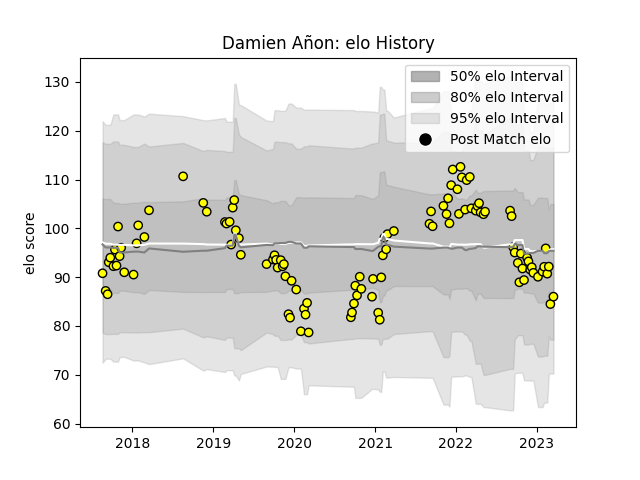 Damien Añon: elo History
50% elo Interval
80% elo Interval
95% elo Interval
Post Match elo
elo score
130
120
110
100
90
80
70
60
2018 2019 2020 2021 2022 2023